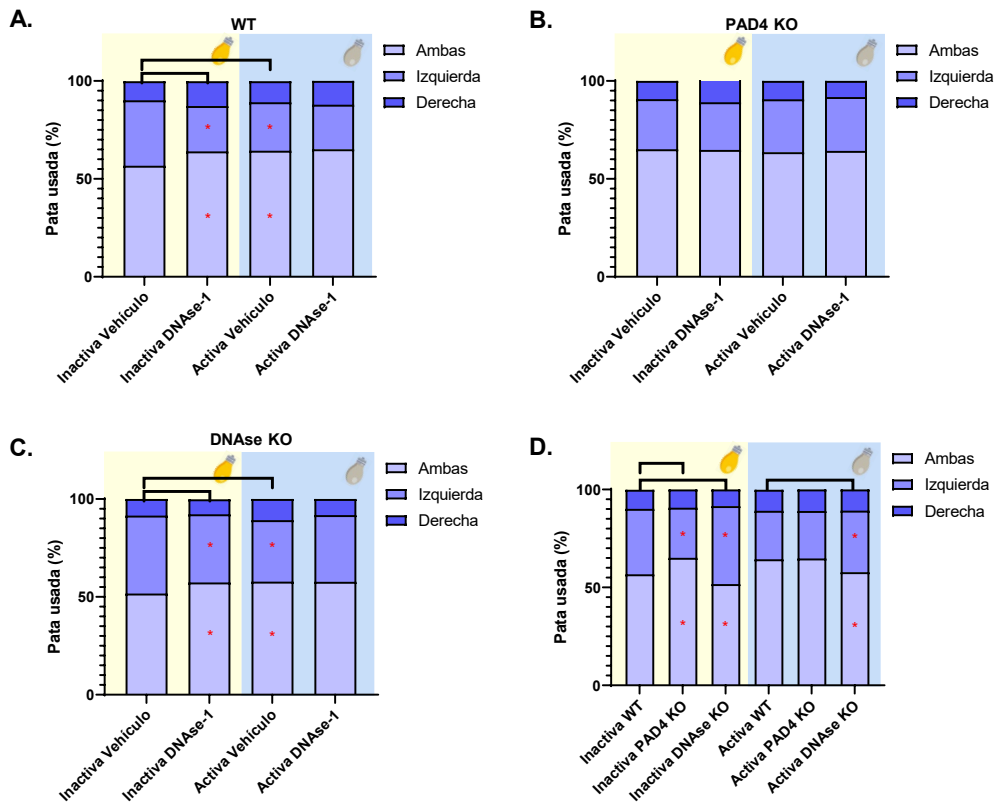 A.
WT
Ambas
Izquierda
Derecha
Pata usada (%)
100
50
0
*
*
*
*
Inactiva Vehículo
Inactiva DNAse-1
Activa Vehículo
Activa DNAse-1
B.
PAD4 KO
Ambas
Izquierda
Derecha
Pata usada (%)
100
50
0
Inactiva Vehículo
Inactiva DNAse-1
Activa Vehículo
Activa DNAse-1
C.
DNAse KO
Ambas
Izquierda
Derecha
Pata usada (%)
100
50
0
*
*
*
*
Inactiva Vehículo
Inactiva DNAse-1
Activa Vehículo
Activa DNAse-1
D.
Ambas
Izquierda
Derecha
Pata usada (%)
100
50
0
*
*
*
*
*
*
Inactiva WT
Inactiva PAD4 KO
Inactiva DNAse KO
Activa WT
Activa PAD4 KO
Activa DNAse KO